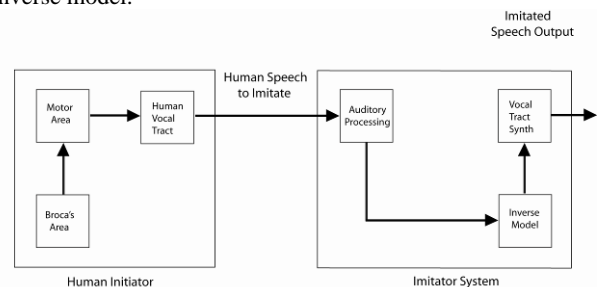 nverse model.
Imitated
Speech Output
Human Speech
to Imitate
Motor
Area
Human
Vocal
Tract
Auditory
Processing
Vocal
Tract
Synth
Broca's
Area
Inverse
Model
Human Initiator
Imitator System